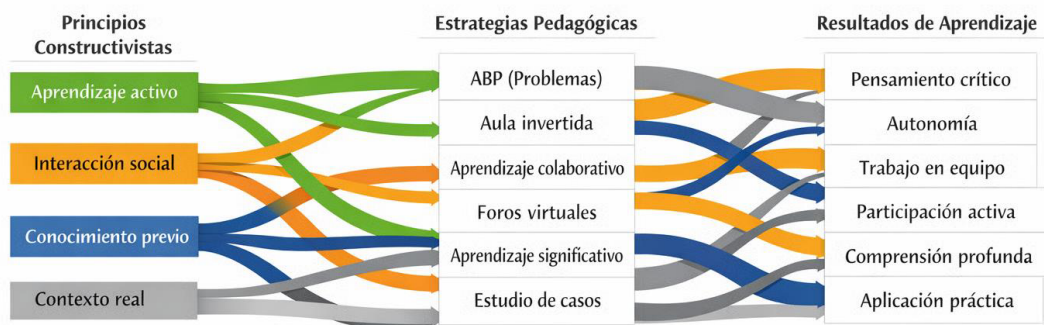 Principios
Constructivistas
Aprendizaje activo
Interacción social
Conocimiento previo
Contexto real
Estrategias Pedagógicas
ABP (Problemas)
Aula invertida
Aprendizaje colaborativo
Foros virtuales
Aprendizaje significativo
Estudio de casos
Resultados de Aprendizaje
Pensamiento crítico
Autonomía
Trabajo en equipo
Participación activa
Comprensión profunda
Aplicación práctica